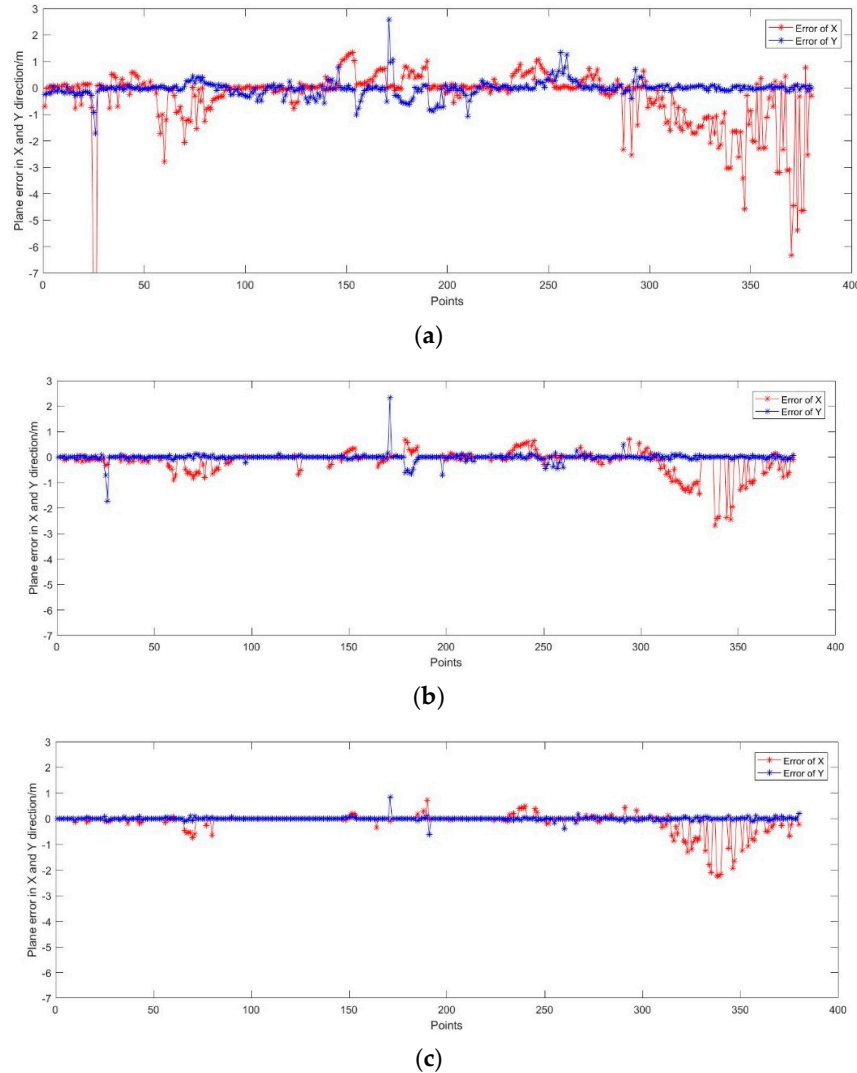 3
2
1
0
-1
-2
-3
-4
-5
-6
-7
Plane error in X and Y direction/m
Error of X
Error of Y
0 50 100 150 200 250 300 350 400
Points
(a)
3
2
1
0
-1
-2
-3
-4
-5
-6
-7
Plane error in X and Y direction/m
Error of X
Error of Y
0 50 100 150 200 250 300 350 400
Points
(b)
3
2
1
0
-1
-2
-3
-4
-5
-6
-7
Plane error in X and Y direction/m
Error of X
Error of Y
0 50 100 150 200 250 300 350 400
Points
(c)